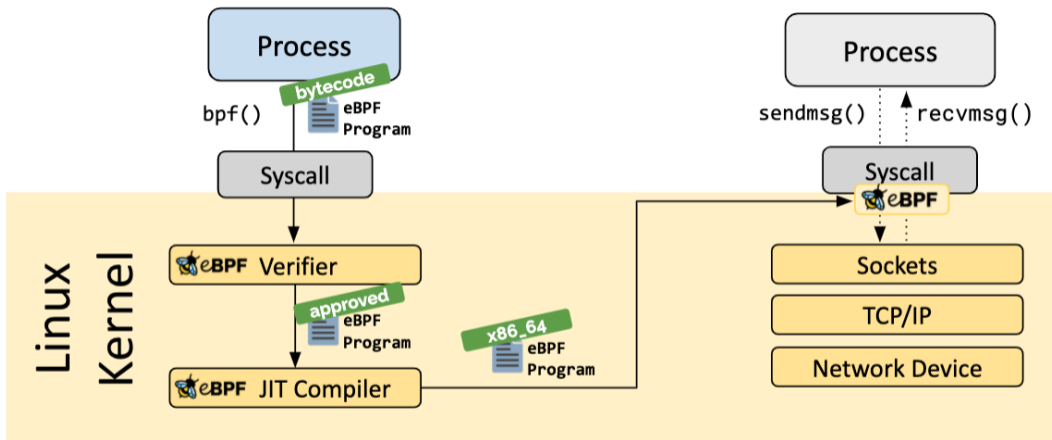 Process
bytecode
bpf()
eBPF
Program
Syscall
Linux
Kernel
eBPF Verifier
approved
eBPF
Program
eBPF JIT Compiler
x86_64
eBPF
Program
Process
sendmsg()
recvmsg()
Syscall
eBPF
Sockets
TCP/IP
Network Device